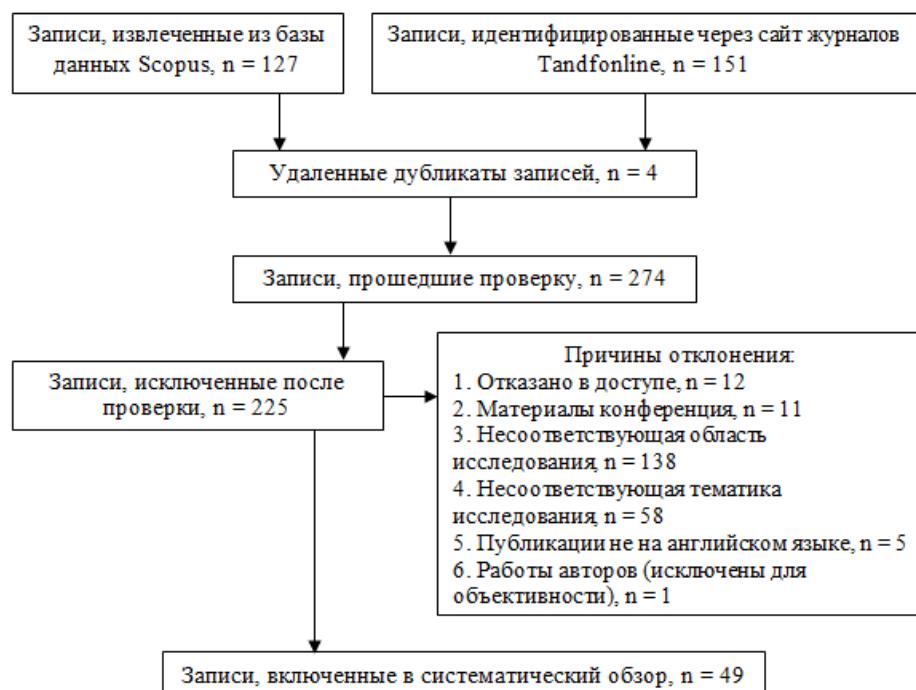 Записи, извлеченные из базы
данных Scopus, n = 127
Записи, идентифицированные через сайт журналов
Tandfonline, n = 151
Удаленные дубликаты записей, n = 4
Записи, прошедшие проверку, n = 274
Записи, исключенные после
проверки, n = 225
Причины отклонения:
1. Отказано в доступе, n = 12
2. Материалы конференция, n = 11
3. Несоответствующая область
исследования, n = 138
4. Несоответствующая тематика
исследования, n = 58
5. Публикации не на английском языке, n = 5
6. Работы авторов (исключены для
объективности), n = 1
Записи, включенные в систематический обзор, n = 49